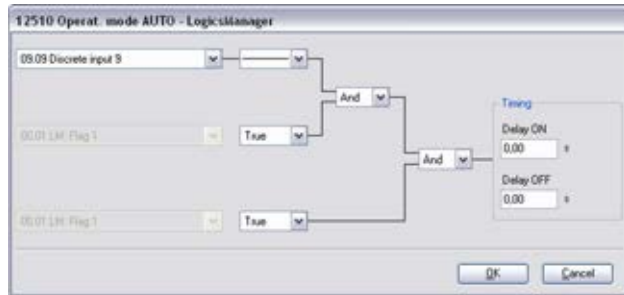 12510 Operat. mode AUTO - LogicsManager
09.09 Discrete input 9
And
Timing
Delay ON
00.01 LM: Flag 1
True
0,00 s
And
Delay OFF
0,00 s
00.01 LM: Flag 1
True
OK Cancel